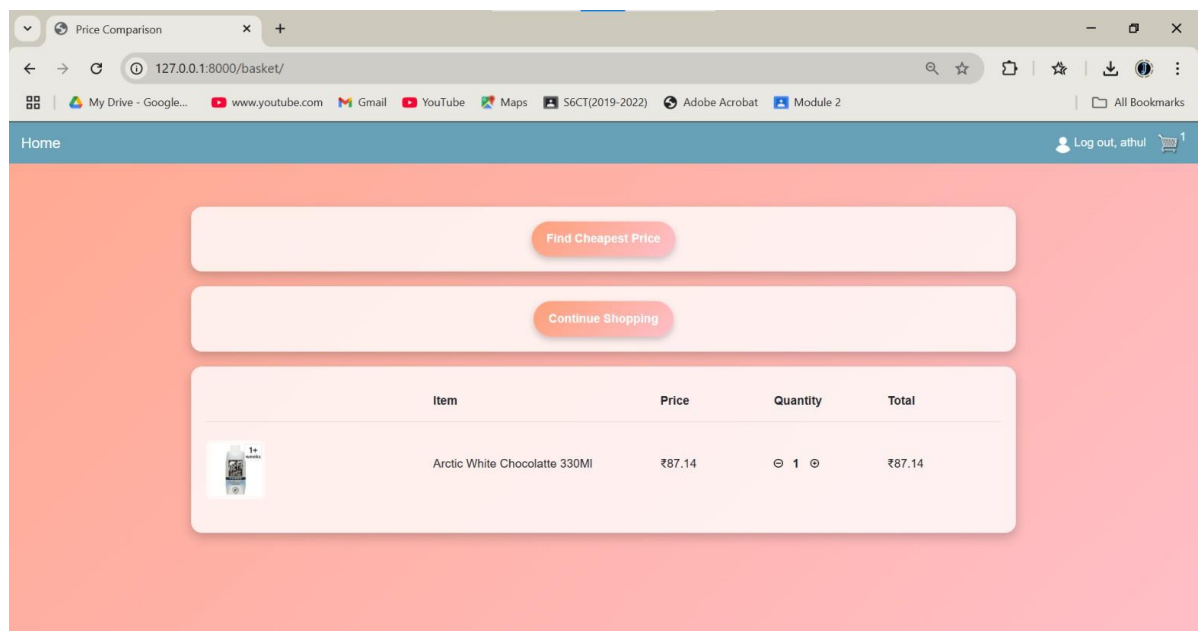 Price Comparison
127.0.0.1:8000/basket/
My Drive - Google... www.youtube.com Gmail YouTube Maps S6CT(2019-2022) Adobe Acrobat Module 2 All Bookmarks
Home Log out, athul 1
Find Cheapest Price
Continue Shopping
Item Price Quantity Total
1+
Arctic White Chocolatte 330Ml ₹87.14 1 ₹87.14